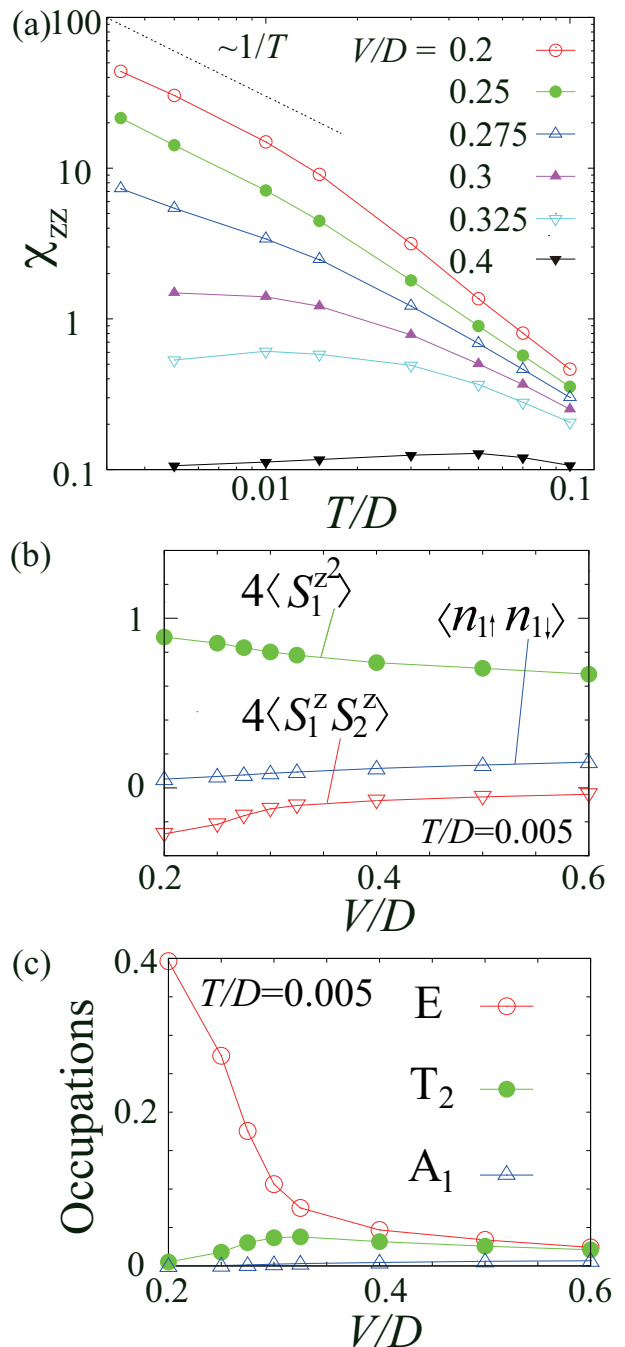 (a)
100
~1/T
V/D = 0.2
0.25
0.275
0.3
0.325
0.4
10
1
0.1
χzz
0.01
0.1
T/D
(b)
4⟨S₁ᶻ²⟩
⟨n₁↑ n₁↓⟩
1
4⟨S₁ᶻ S₂ᶻ⟩
0
T/D=0.005
0.2
0.4
0.6
V/D
(c)
0.4
T/D=0.005
E
T₂
A₁
0.2
0
Occupations
0.2
0.4
0.6
V/D